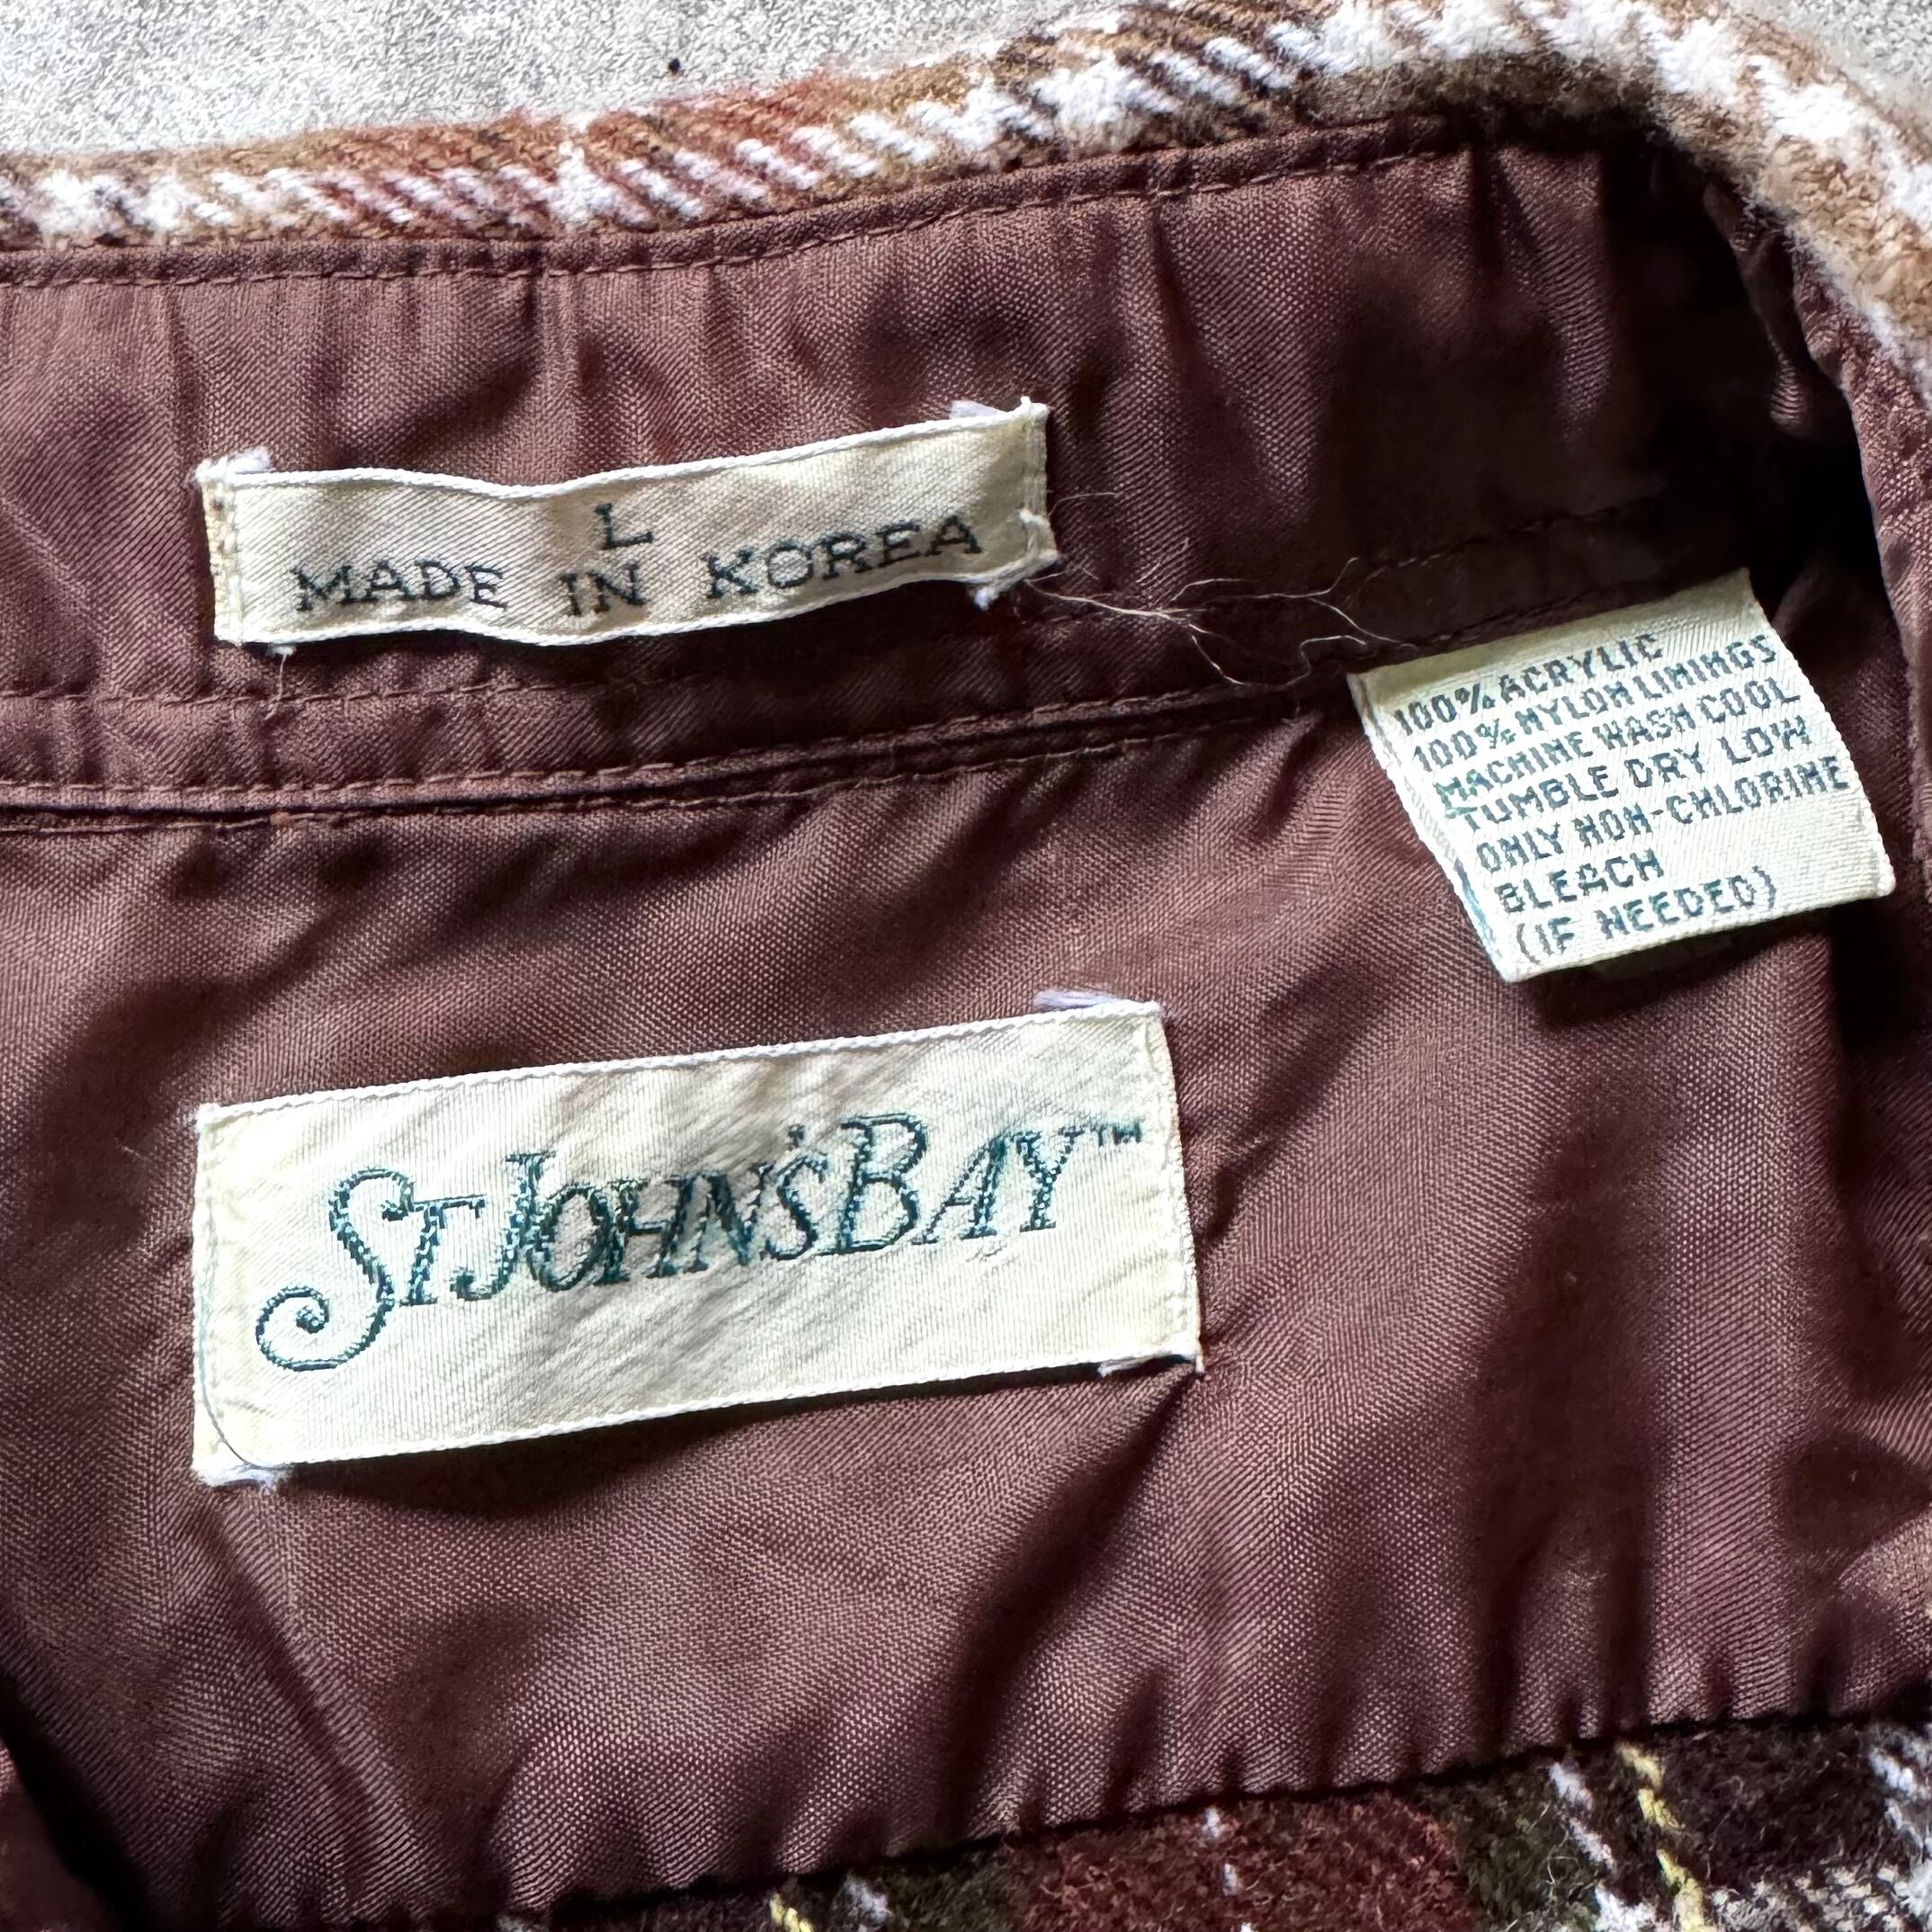 L
MADE IN KOREA
100% ACRYLIC
100% NYLON LININGS
MACHINE WASH COOL
TUMBLE DRY LOW
ONLY NON-CHLORINE
BLEACH
(IF NEEDED)
ST JOHN'S BAY™